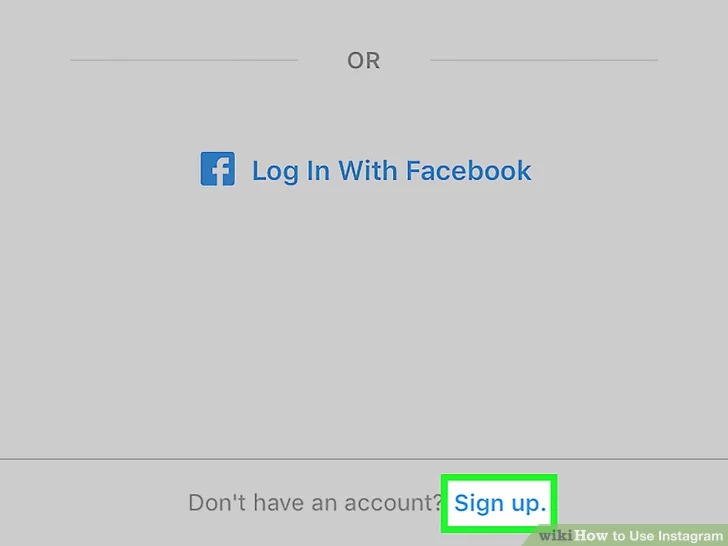 OR
Log In With Facebook
Don't have an account? Sign up.
wikiHow to Use Instagram